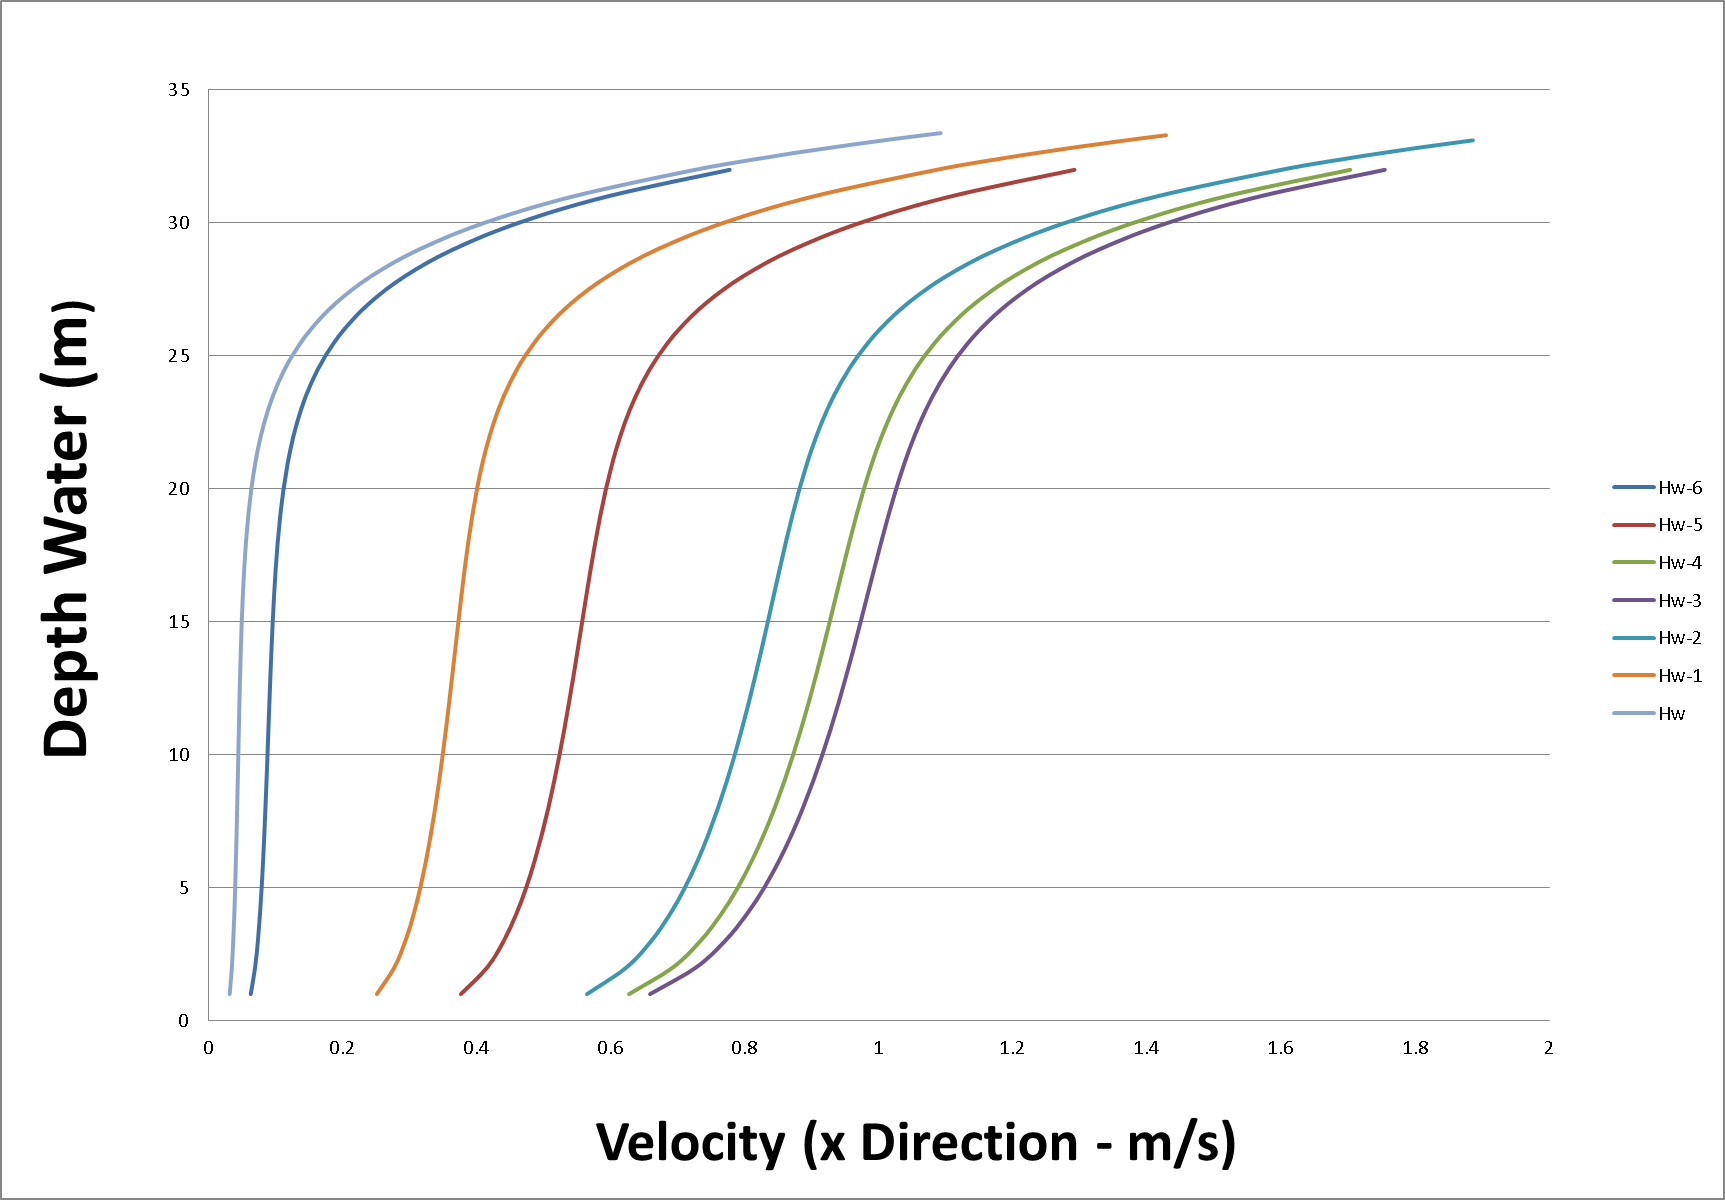 Depth Water (m)
35
30
25
20
15
10
5
0
0 0.2 0.4 0.6 0.8 1 1.2 1.4 1.6 1.8 2
Velocity (x Direction - m/s)
Hw-6
Hw-5
Hw-4
Hw-3
Hw-2
Hw-1
Hw